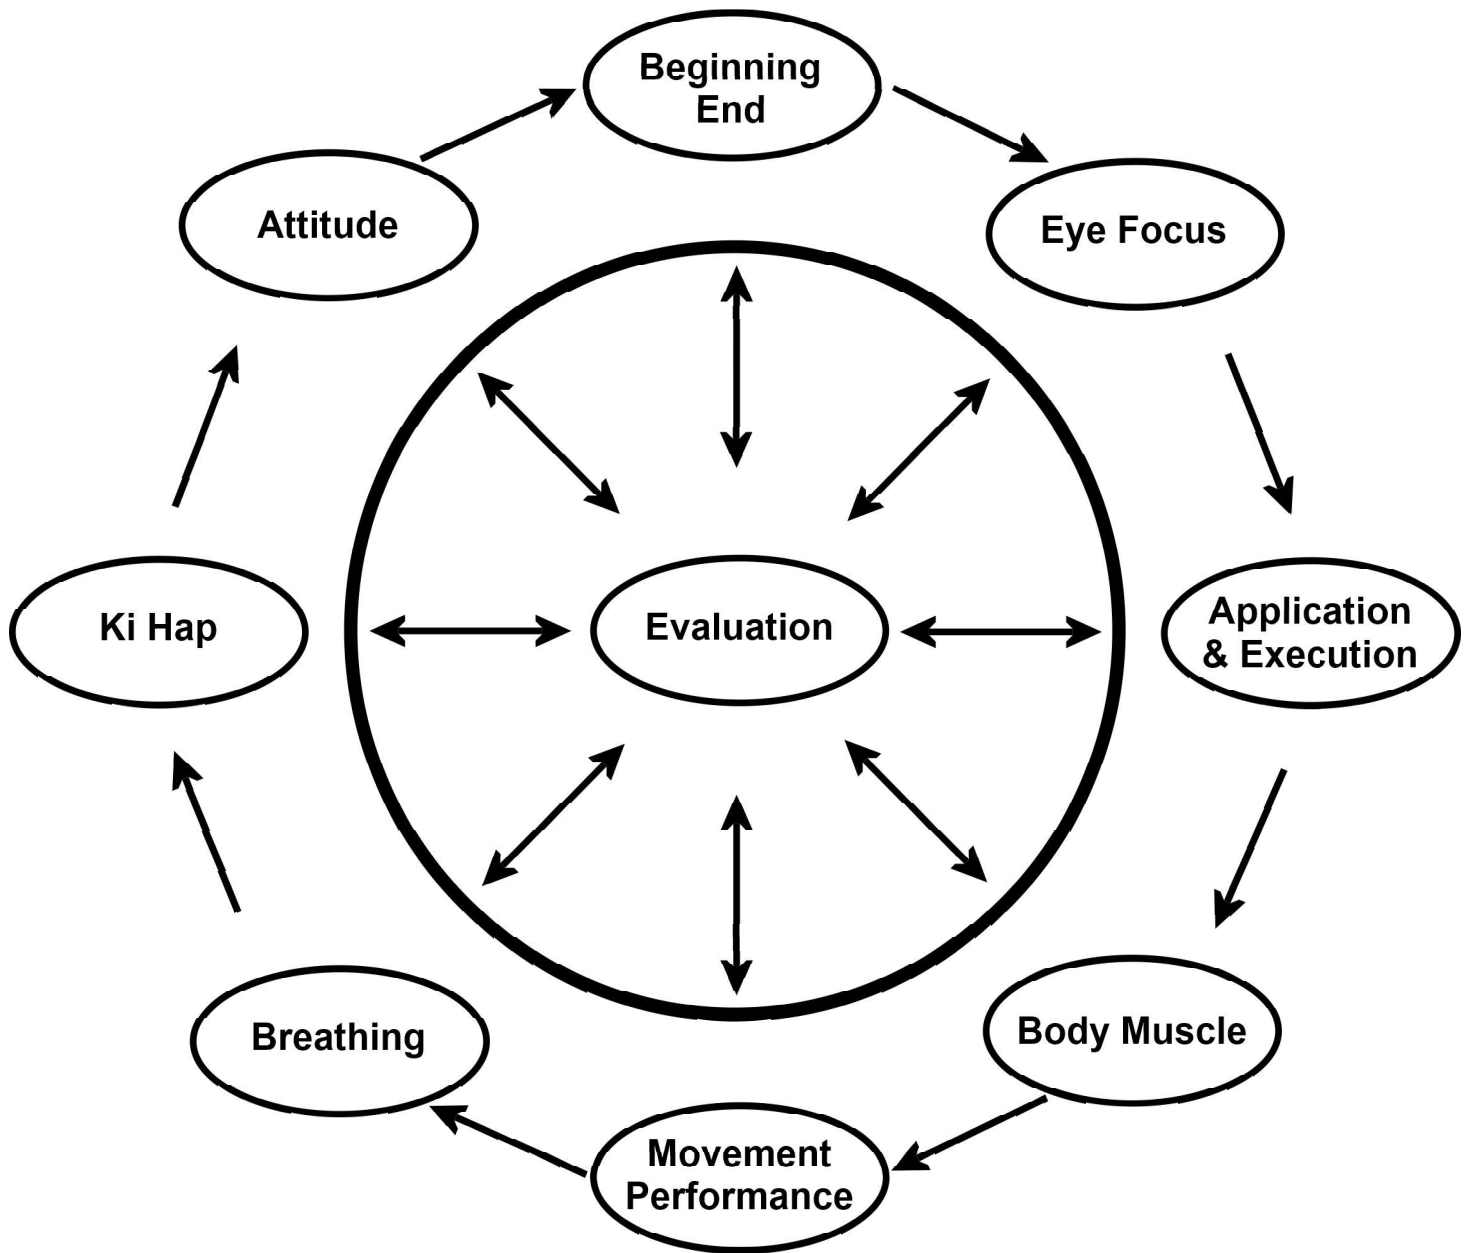 Beginning
End
Attitude
Eye Focus
Ki Hap
Evaluation
Application
& Execution
Breathing
Body Muscle
Movement
Performance